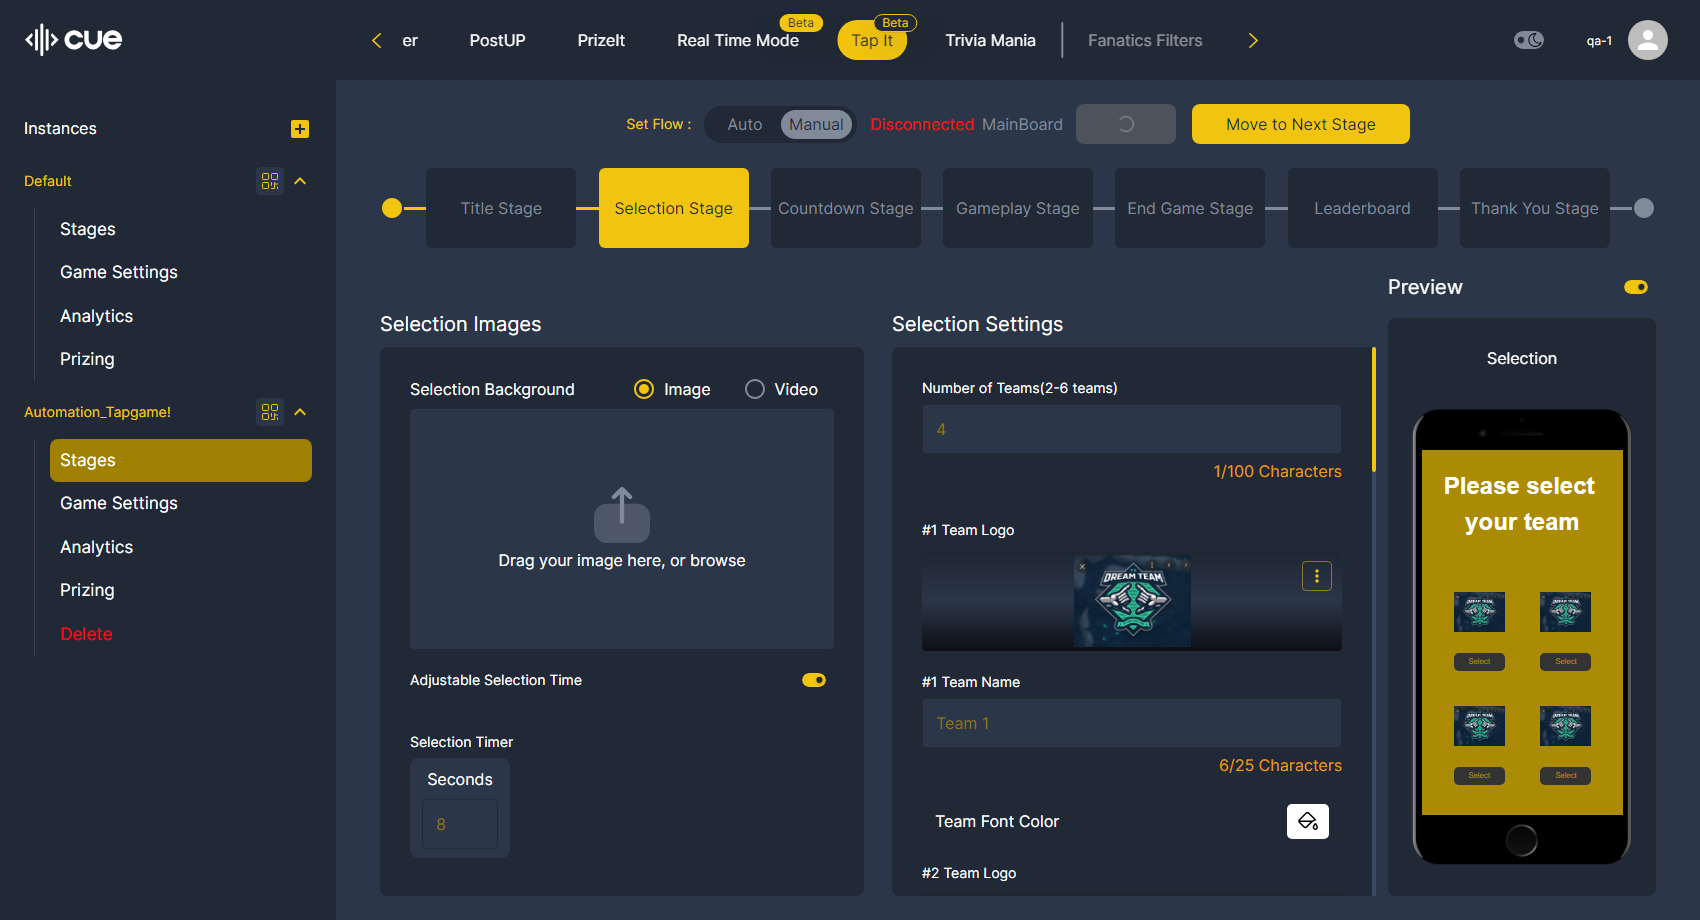 cue
er
PostUP
PrizeIt
Real Time Mode
Beta
Tap It
Beta
Trivia Mania
Fanatics Filters
qa-1
Instances
Default
Stages
Game Settings
Analytics
Prizing
Automation_Tapgame!
Stages
Game Settings
Analytics
Prizing
Delete
Set Flow :
Auto
Manual
Disconnected MainBoard
Move to Next Stage
Title Stage
Selection Stage
Countdown Stage
Gameplay Stage
End Game Stage
Leaderboard
Thank You Stage
Selection Images
Selection Background
Image
Video
Drag your image here, or browse
Adjustable Selection Time
Selection Timer
Seconds
8
Selection Settings
Number of Teams(2-6 teams)
4
1/100 Characters
#1 Team Logo
DREAM TEAM
#1 Team Name
Team 1
6/25 Characters
Team Font Color
#2 Team Logo
Preview
Selection
Please select
your team
Select
Select
Select
Select